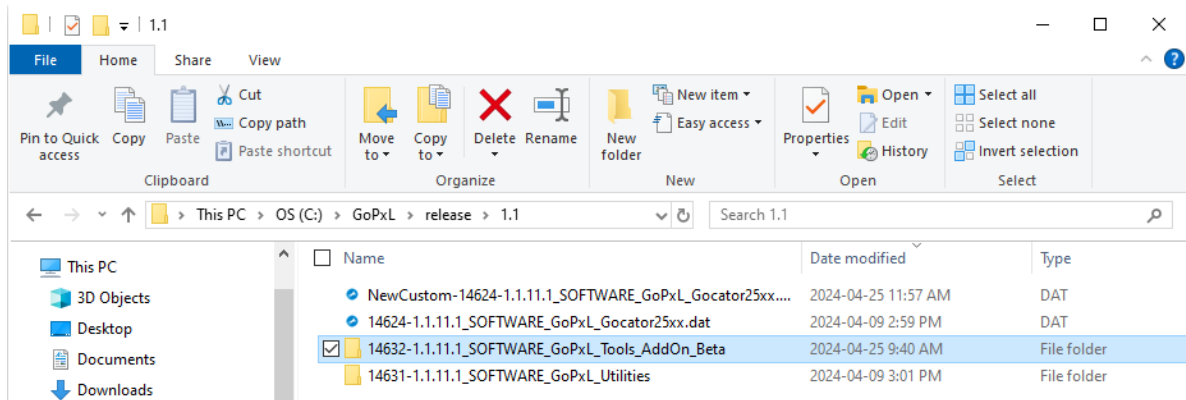 1.1
File Home Share View
Pin to Quick access
Copy
Paste
Cut
Copy path
Paste shortcut
Move to
Copy to
Delete
Rename
New folder
New item
Easy access
Properties
Open
Edit
History
Select all
Select none
Invert selection
Clipboard Organize New Open Select
This PC > OS (C:) > GoPxL > release > 1.1
Search 1.1
This PC
3D Objects
Desktop
Documents
Downloads
Name Date modified Type
NewCustom-14624-1.1.11.1_SOFTWARE_GoPxL_Gocator25xx.... 2024-04-25 11:57 AM DAT
14624-1.1.11.1_SOFTWARE_GoPxL_Gocator25xx.dat 2024-04-09 2:59 PM DAT
14632-1.1.11.1_SOFTWARE_GoPxL_Tools_AddOn_Beta 2024-04-25 9:40 AM File folder
14631-1.1.11.1_SOFTWARE_GoPxL_Utilities 2024-04-09 3:01 PM File folder